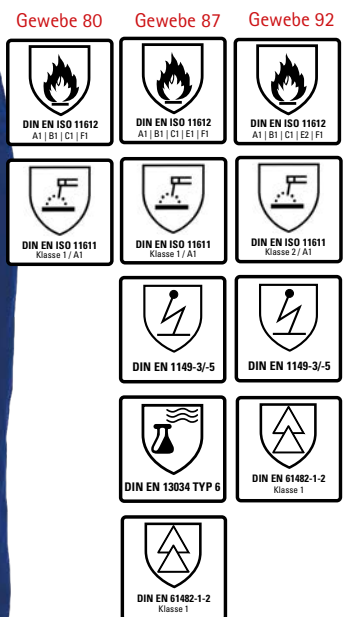 Gewebe 80
DIN EN ISO 11612
A1 | B1 | C1 | F1
DIN EN ISO 11611
Klasse 1 / A1
Gewebe 87
DIN EN ISO 11612
A1 | B1 | C1 | E1 | F1
DIN EN ISO 11611
Klasse 1 / A1
DIN EN 1149-3/-5
DIN EN 13034 TYP 6
DIN EN 61482-1-2
Klasse 1
Gewebe 92
DIN EN ISO 11612
A1 | B1 | C1 | E2 | F1
DIN EN ISO 11611
Klasse 2 / A1
DIN EN 1149-3/-5
DIN EN 61482-1-2
Klasse 1